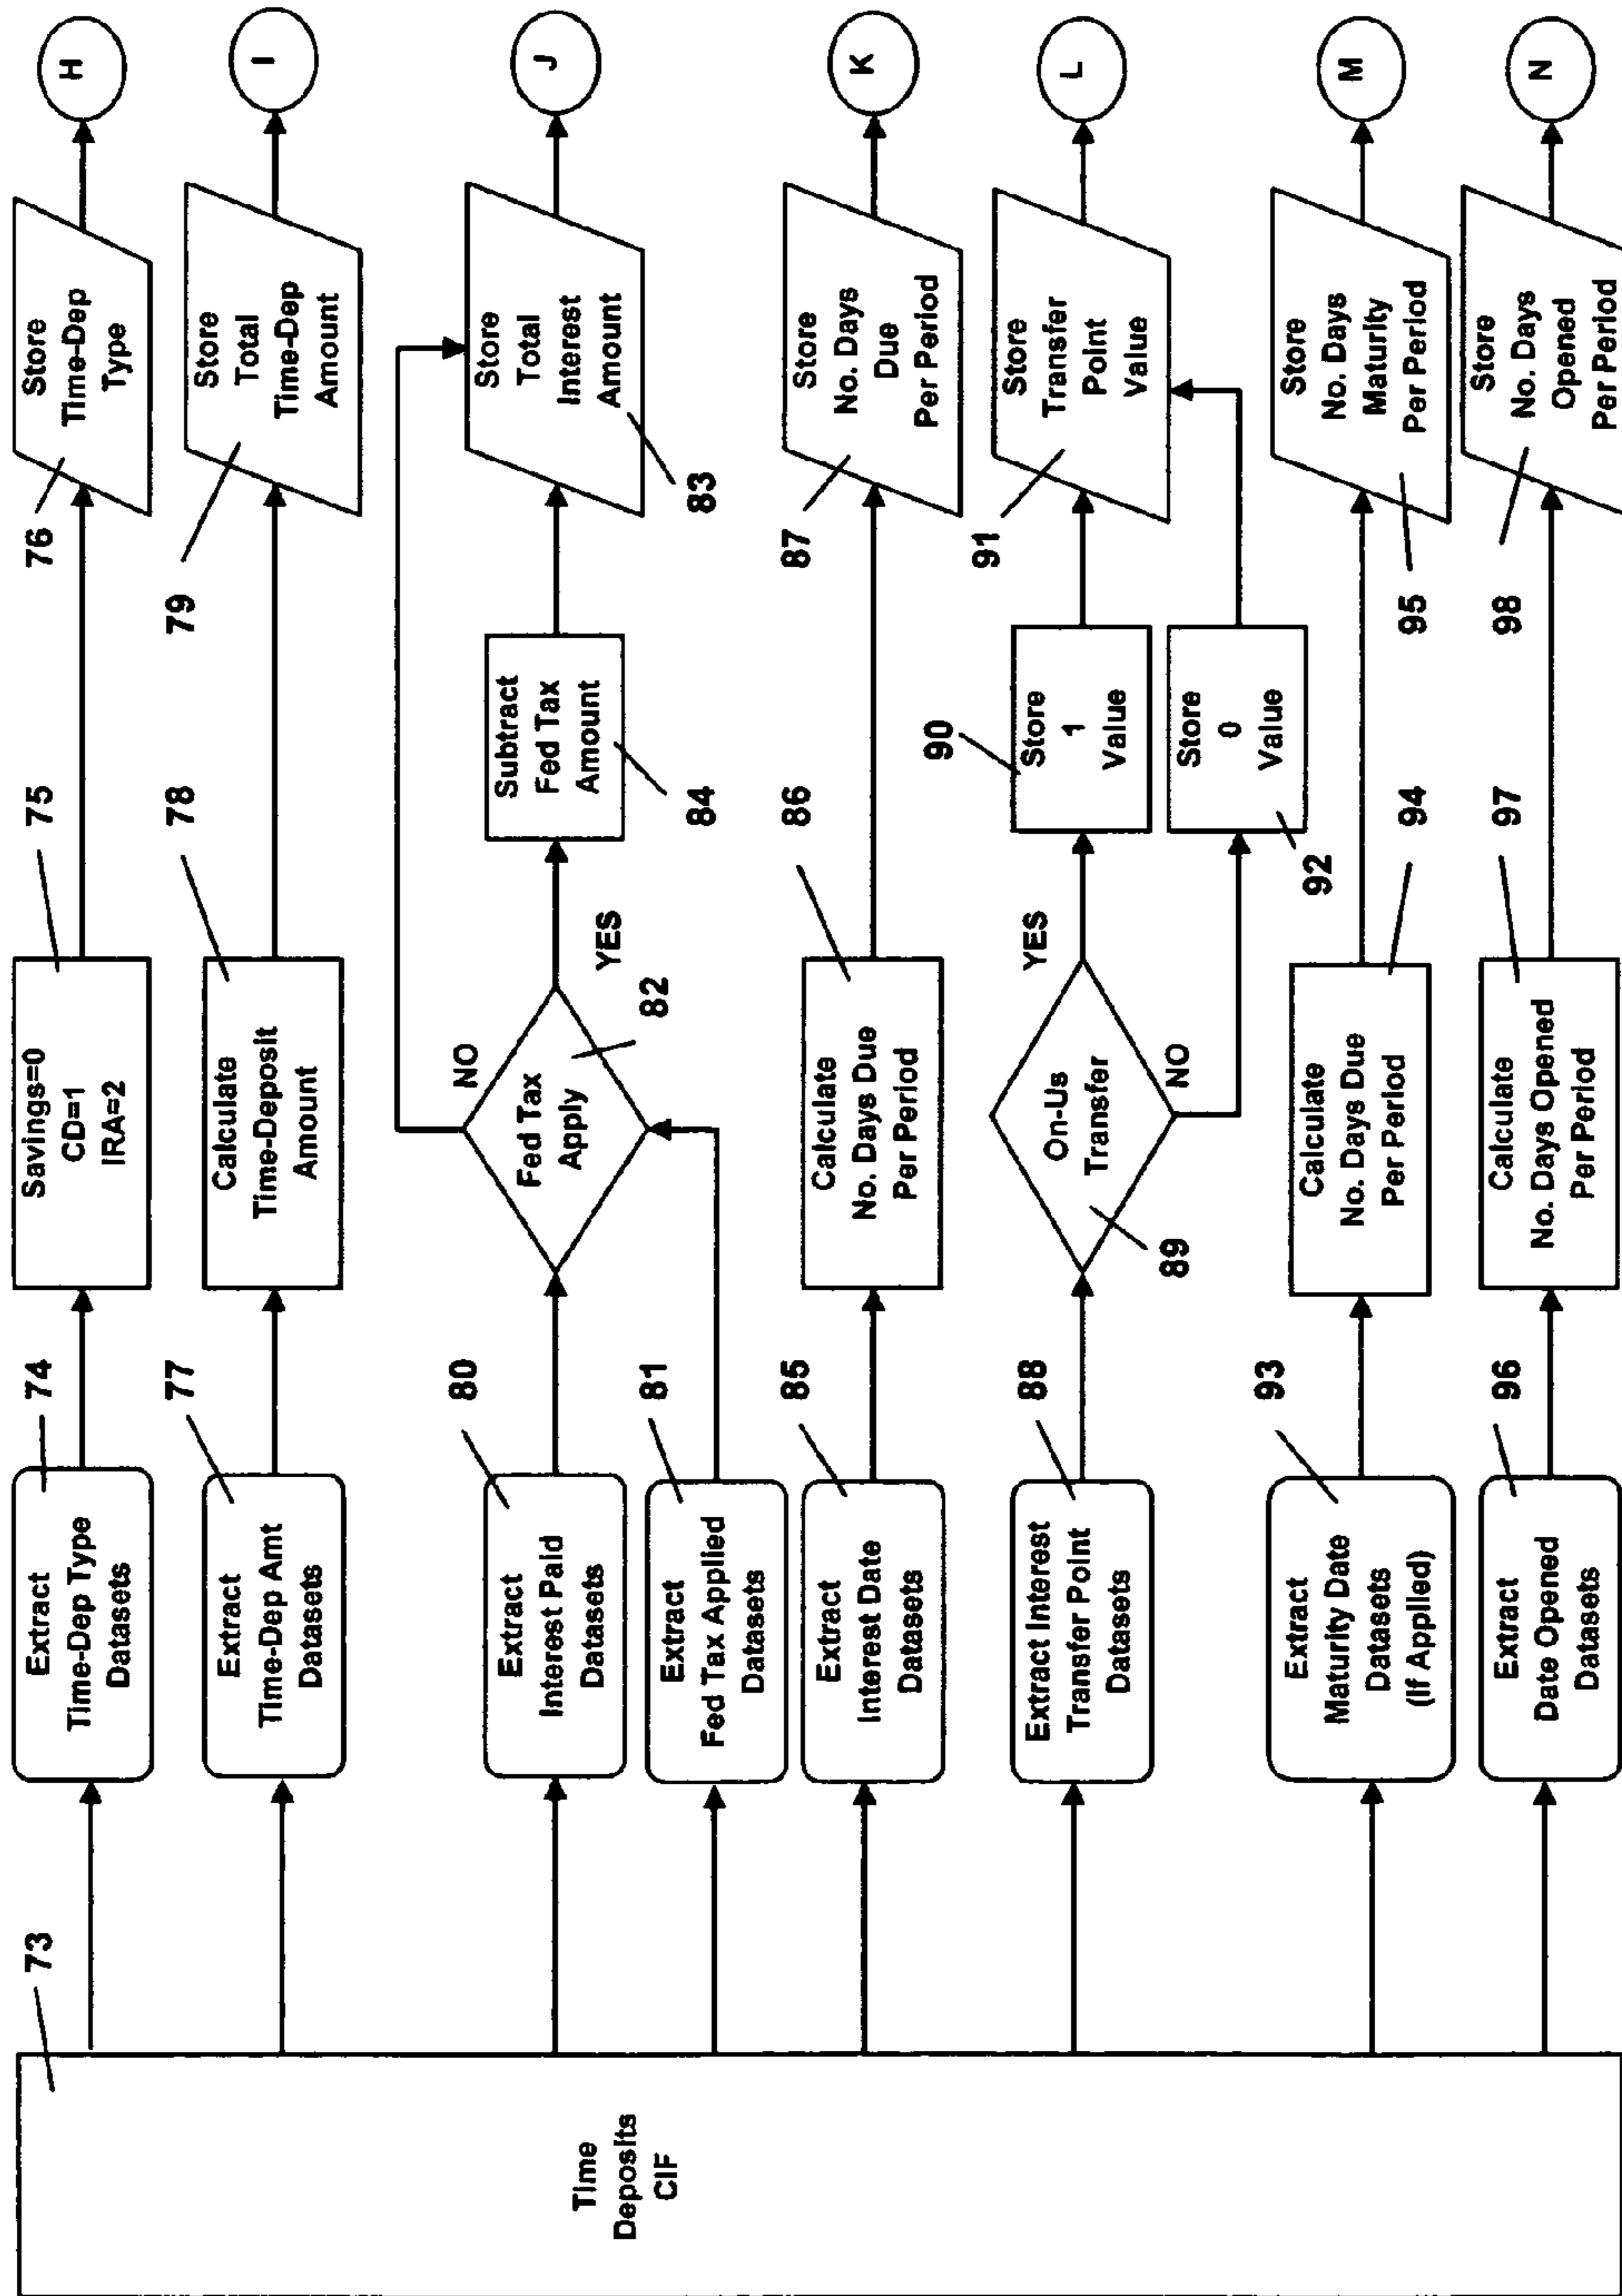 73
Time
Deposits
CIF
Extract
Time-Dep Type
Datasets
74
Savings=0
CD=1
IRA=2
75
Store
Time-Dep
Type
76
H
Extract
Time-Dep Amt
Datasets
77
Calculate
Time-Deposit
Amount
78
Store
Total
Time-Dep
Amount
79
I
Extract
Interest Paid
Datasets
80
Extract
Fed Tax Applied
Datasets
81
Fed Tax
Apply
82
NO
YES
Subtract
Fed Tax
Amount
84
Store
Total
Interest
Amount
83
J
Extract
Interest Date
Datasets
85
Calculate
No. Days Due
Per Period
86
Store
No. Days
Due
Per Period
87
K
Extract Interest
Transfer Point
Datasets
88
On-Us
Transfer
89
YES
NO
Store
1
Value
90
Store
0
Value
92
Store
Transfer
Point
Value
91
L
Extract
Maturity Date
Datasets
(If Applied)
93
Calculate
No. Days Due
Per Period
94
Store
No. Days
Maturity
Per Period
95
M
Extract
Date Opened
Datasets
96
Calculate
No. Days Opened
Per Period
97
Store
No. Days
Opened
Per Period
98
N